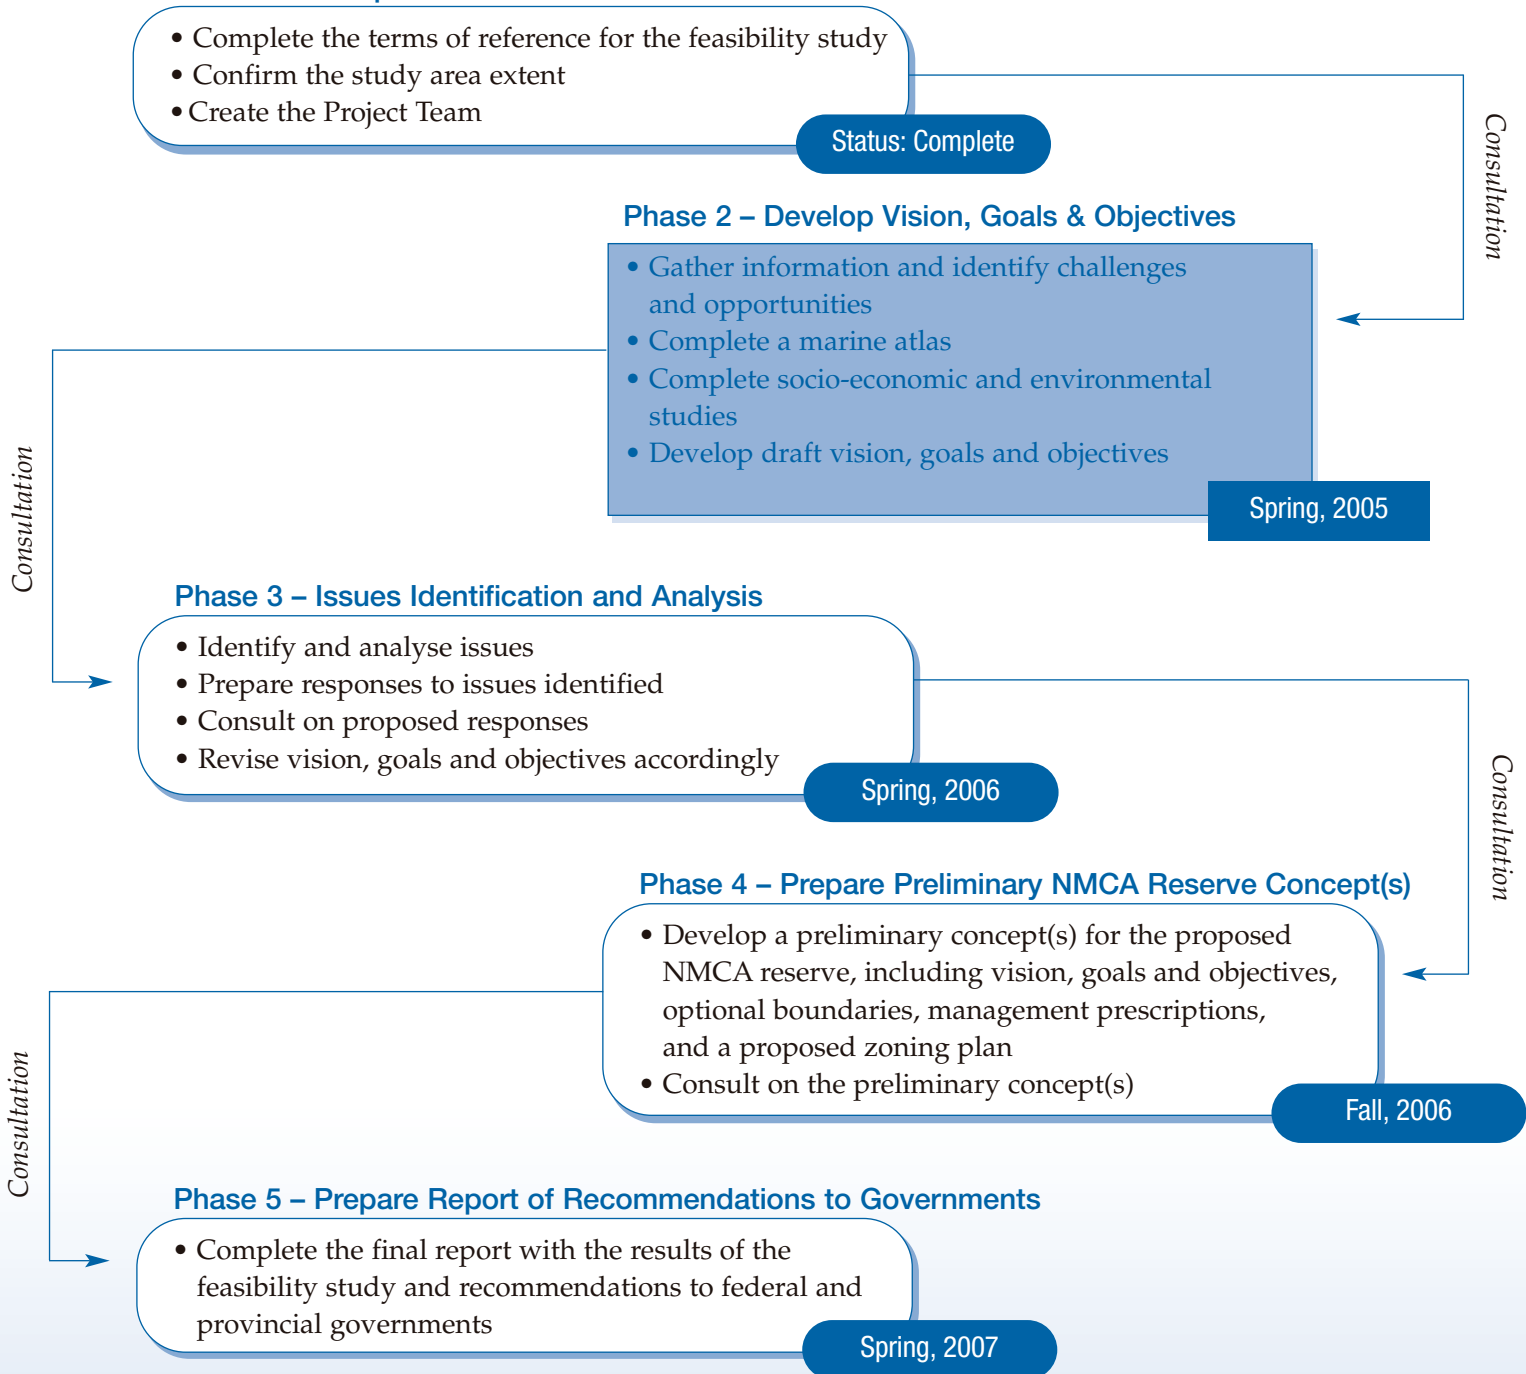 • Complete the terms of reference for the feasibility study
• Confirm the study area extent
• Create the Project Team
Status: Complete
Consultation
Phase 2 – Develop Vision, Goals & Objectives
• Gather information and identify challenges
and opportunities
• Complete a marine atlas
• Complete socio-economic and environmental
studies
• Develop draft vision, goals and objectives
Spring, 2005
Consultation
Phase 3 – Issues Identification and Analysis
• Identify and analyse issues
• Prepare responses to issues identified
• Consult on proposed responses
• Revise vision, goals and objectives accordingly
Spring, 2006
Consultation
Phase 4 – Prepare Preliminary NMCA Reserve Concept(s)
• Develop a preliminary concept(s) for the proposed
NMCA reserve, including vision, goals and objectives,
optional boundaries, management prescriptions,
and a proposed zoning plan
• Consult on the preliminary concept(s)
Fall, 2006
Consultation
Phase 5 – Prepare Report of Recommendations to Governments
• Complete the final report with the results of the
feasibility study and recommendations to federal and
provincial governments
Spring, 2007